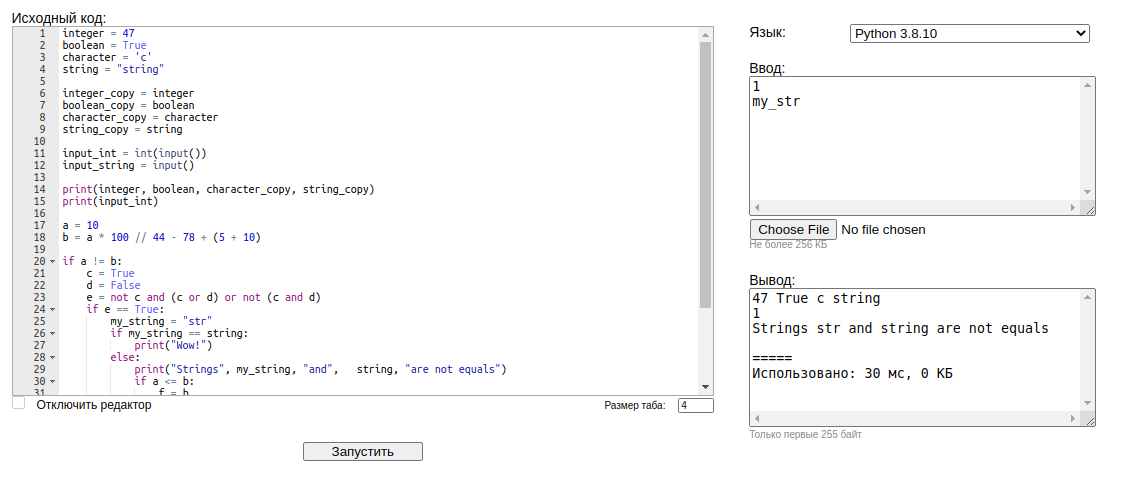 Исходный код:
1 integer = 47
2 boolean = True
3 character = 'c'
4 string = "string"
5
6 integer_copy = integer
7 boolean_copy = boolean
8 character_copy = character
9 string_copy = string
10
11 input_int = int(input())
12 input_string = input()
13
14 print(integer, boolean, character_copy, string_copy)
15 print(input_int)
16
17 a = 10
18 b = a * 100 // 44 - 78 + (5 + 10)
19
20 if a != b:
21     c = True
22     d = False
23     e = not c and (c or d) or not (c and d)
24     if e == True:
25         my_string = "str"
26         if my_string == string:
27             print("Wow!")
28         else:
29             print("Strings", my_string, "and",   string, "are not equals")
30             if a <= b:
31                 f = b
Отключить редактор
Размер таба: 4
Запустить
Язык: Python 3.8.10
Ввод:
1
my_str
Choose File No file chosen
Не более 256 КБ
Вывод:
47 True c string
1
Strings str and string are not equals

=====
Использовано: 30 мс, 0 КБ
Только первые 255 байт